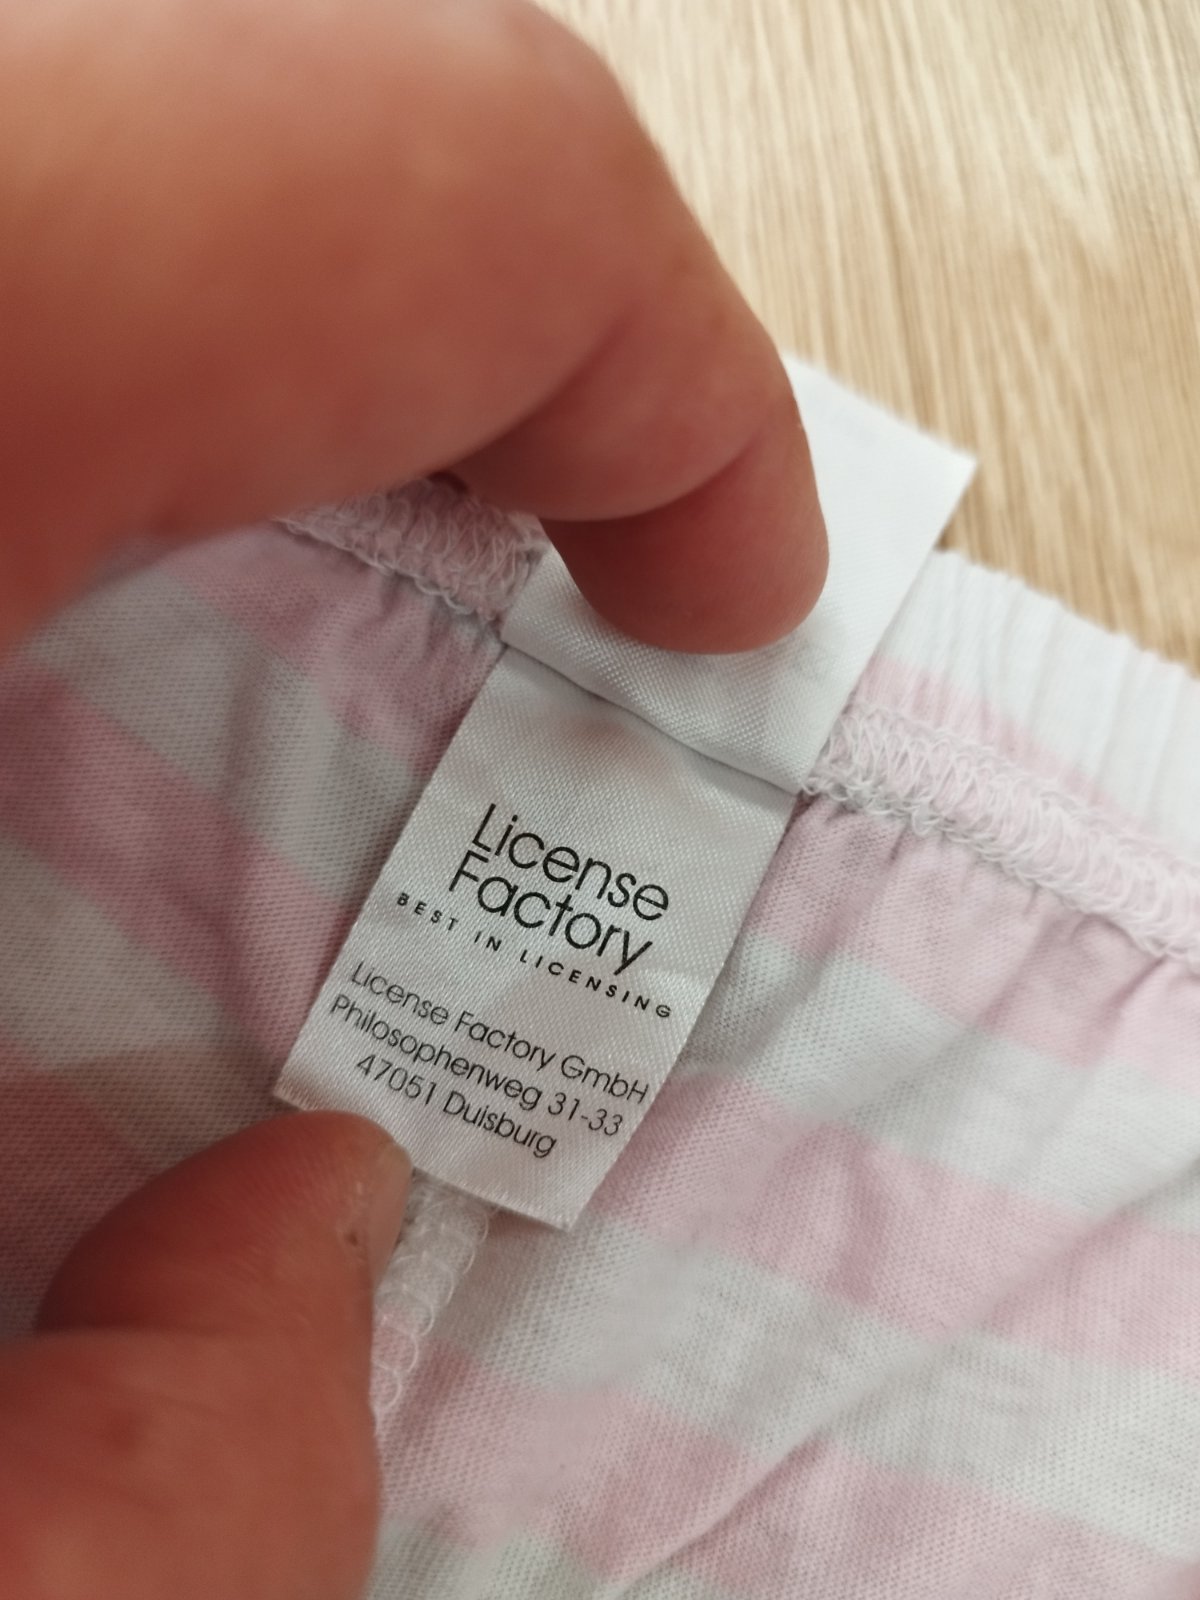 License
Factory
BEST IN LICENSING
License Factory GmbH
Philosophenweg 31-33
47051 Duisburg